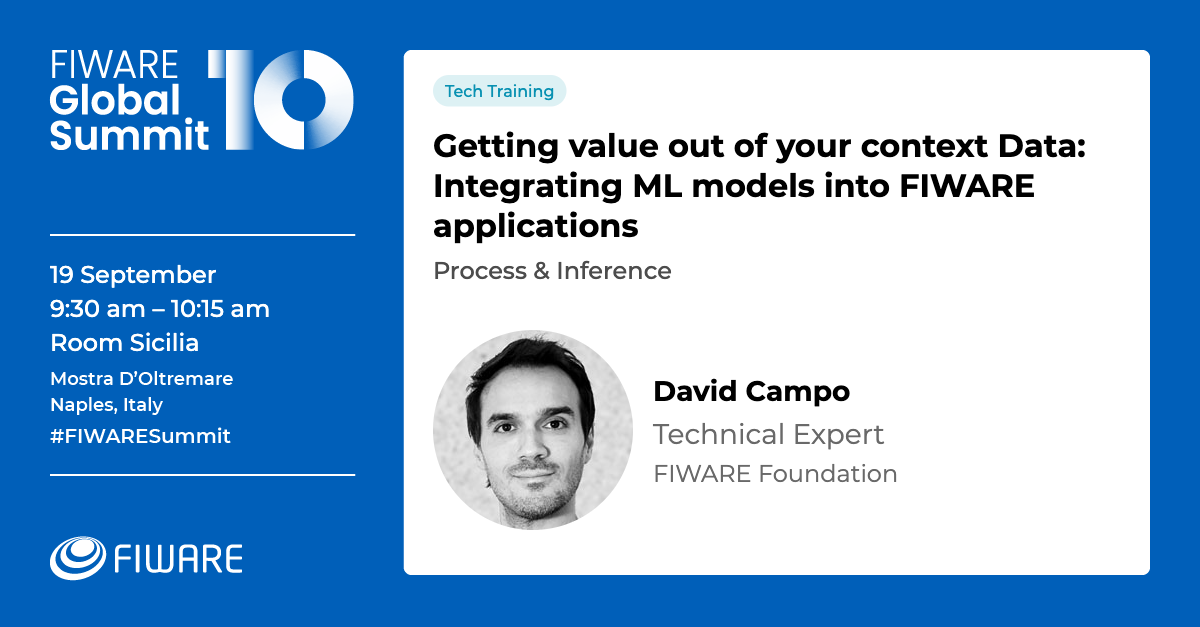 FIWARE
Global
Summit
10
19 September
9:30 am – 10:15 am
Room Sicilia
Mostra D’Oltremare
Naples, Italy
#FIWARESummit
FIWARE
Tech Training
Getting value out of your context Data:
Integrating ML models into FIWARE
applications
Process & Inference
David Campo
Technical Expert
FIWARE Foundation